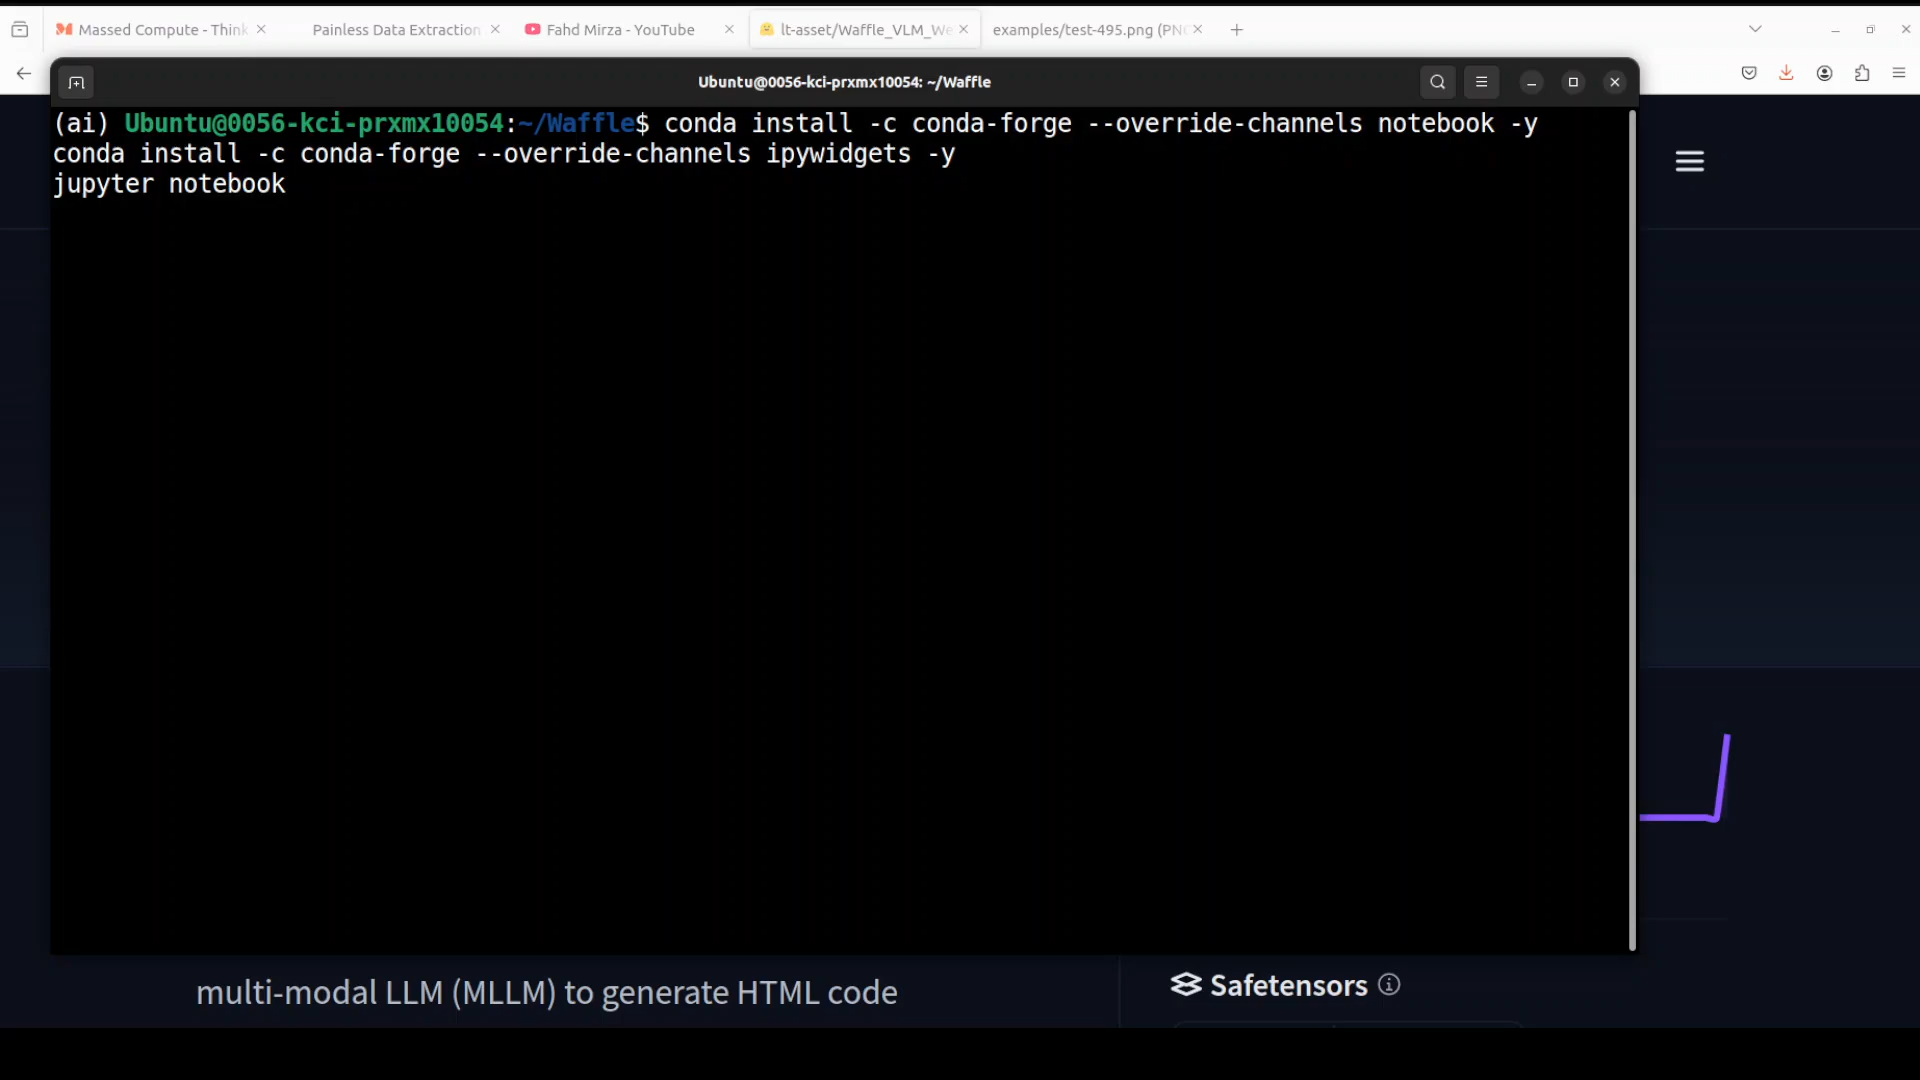 Massed Compute - Think
Painless Data Extraction
Fahd Mirza - YouTube
lt-asset/Waffle_VLM_We
examples/test-495.png (PN
Ubuntu@0056-kci-prxmx10054: ~/Waffle
(ai) Ubuntu@0056-kci-prxmx10054:~/Waffle$ conda install -c conda-forge --override-channels notebook -y
conda install -c conda-forge --override-channels ipywidgets -y
jupyter notebook
multi-modal LLM (MLLM) to generate HTML code
Safetensors